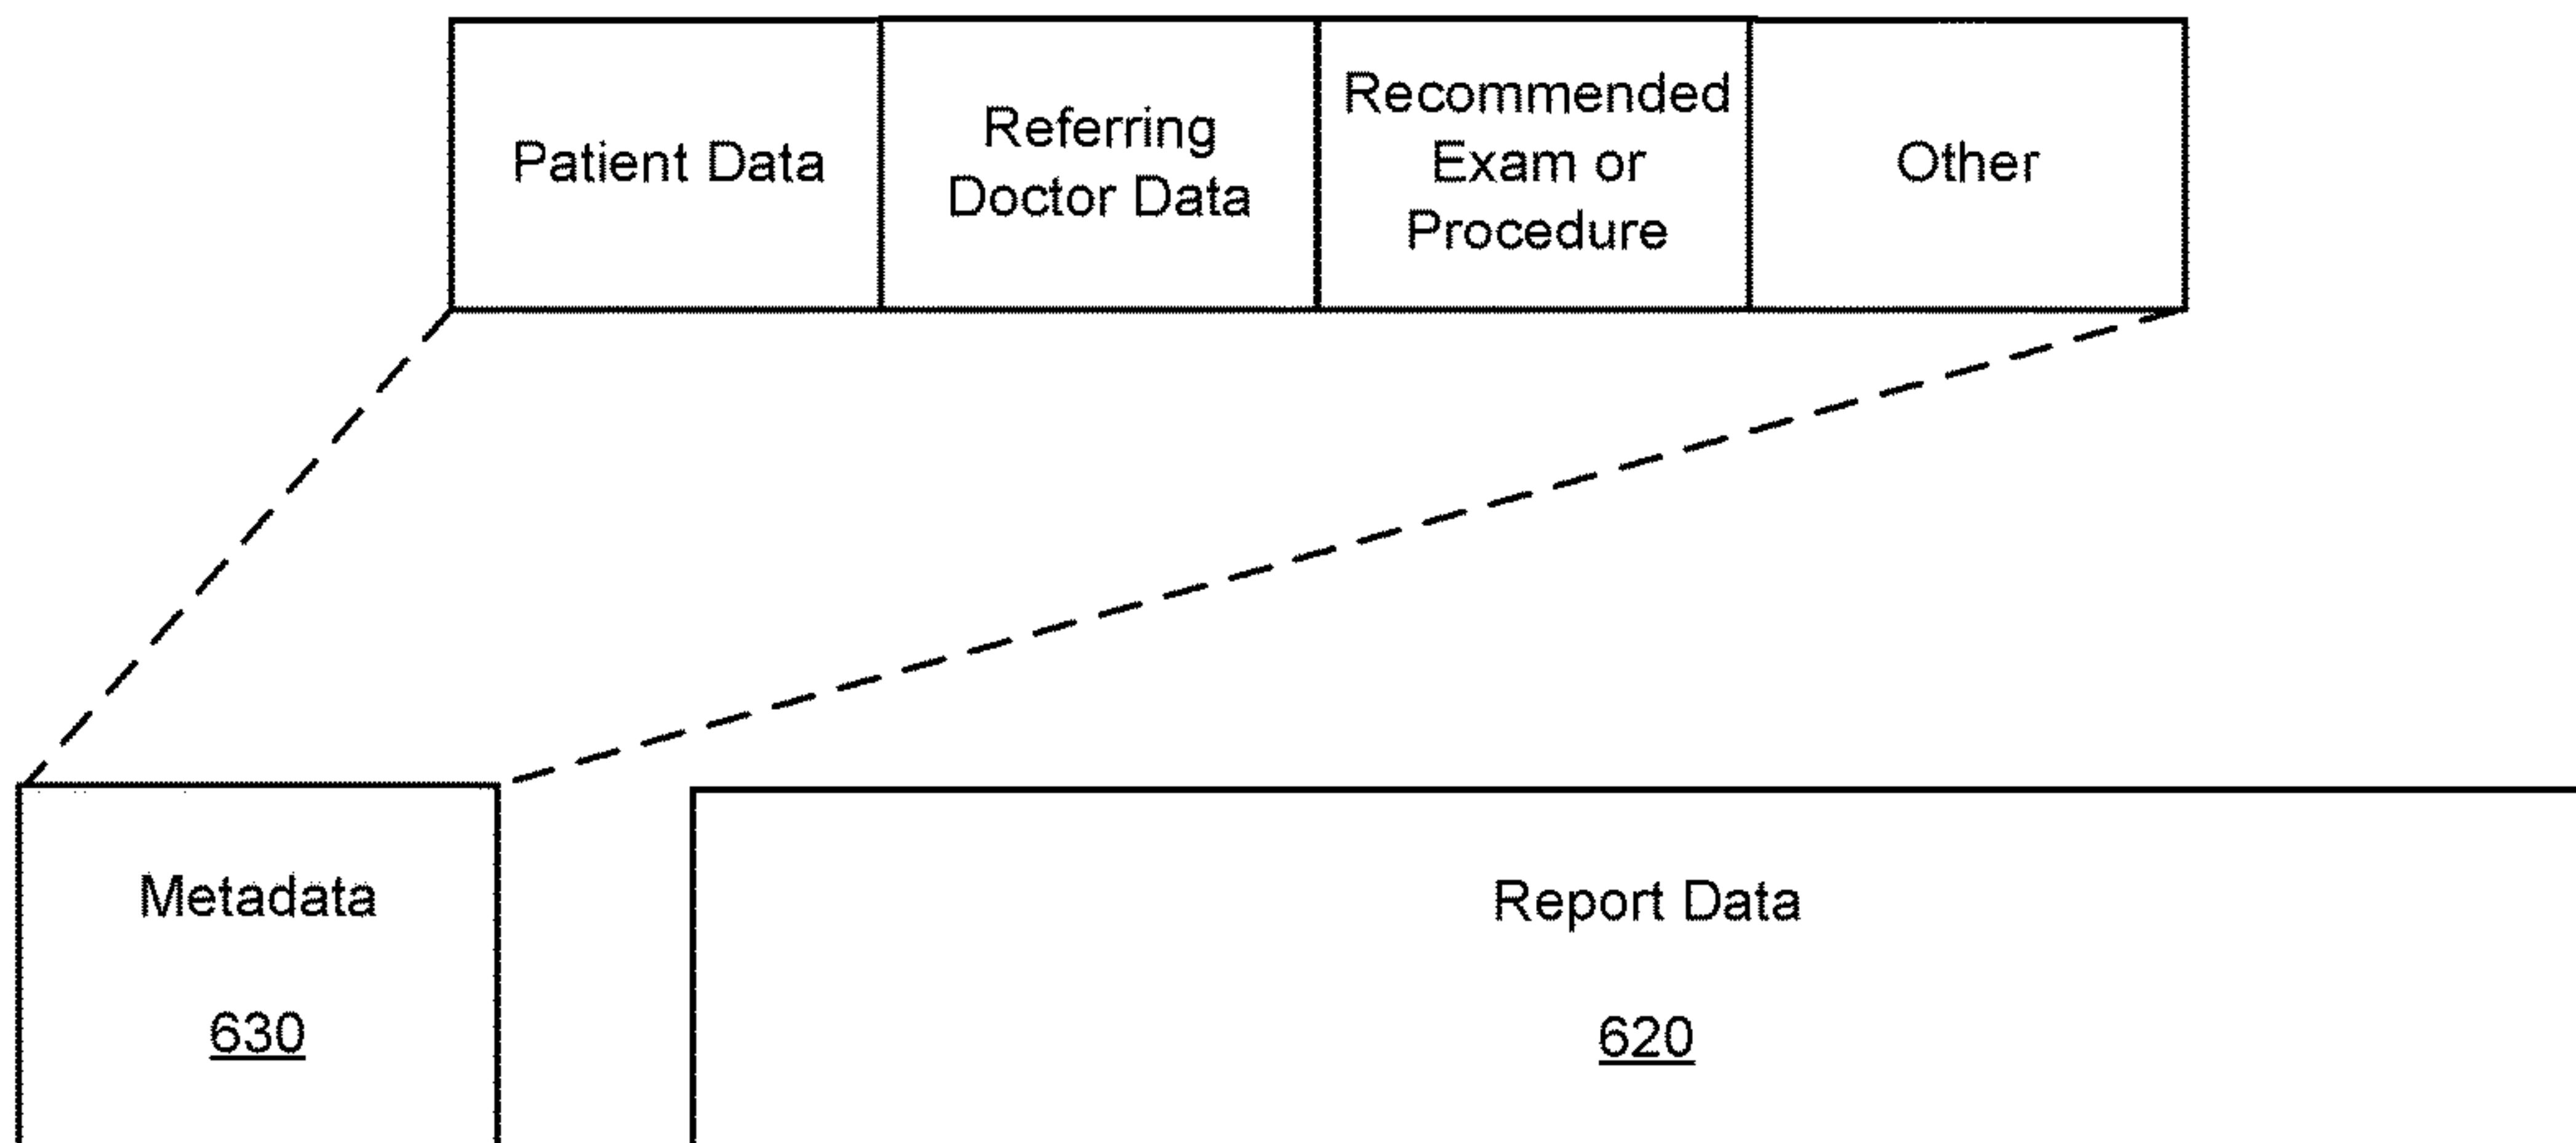 Patient Data
Referring
Doctor Data
Recommended
Exam or
Procedure
Other
Metadata
630
Report Data
620